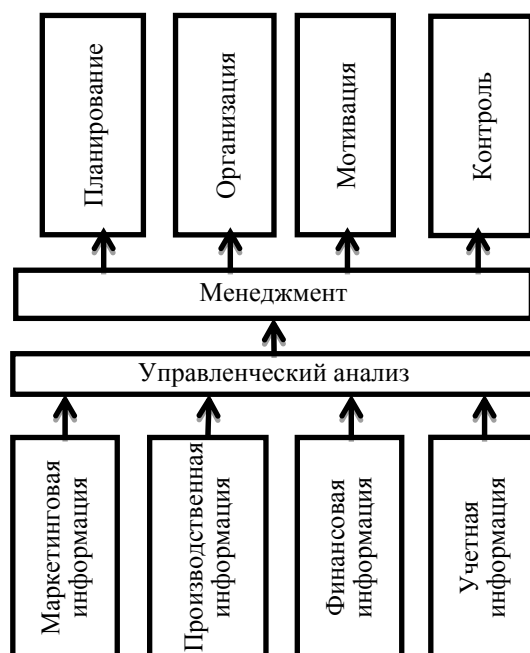 Планирование
Организация
Мотивация
Контроль
Менеджмент
Управленческий анализ
Маркетинговая
информация
Производственная
информация
Финансовая
информация
Учетная
информация